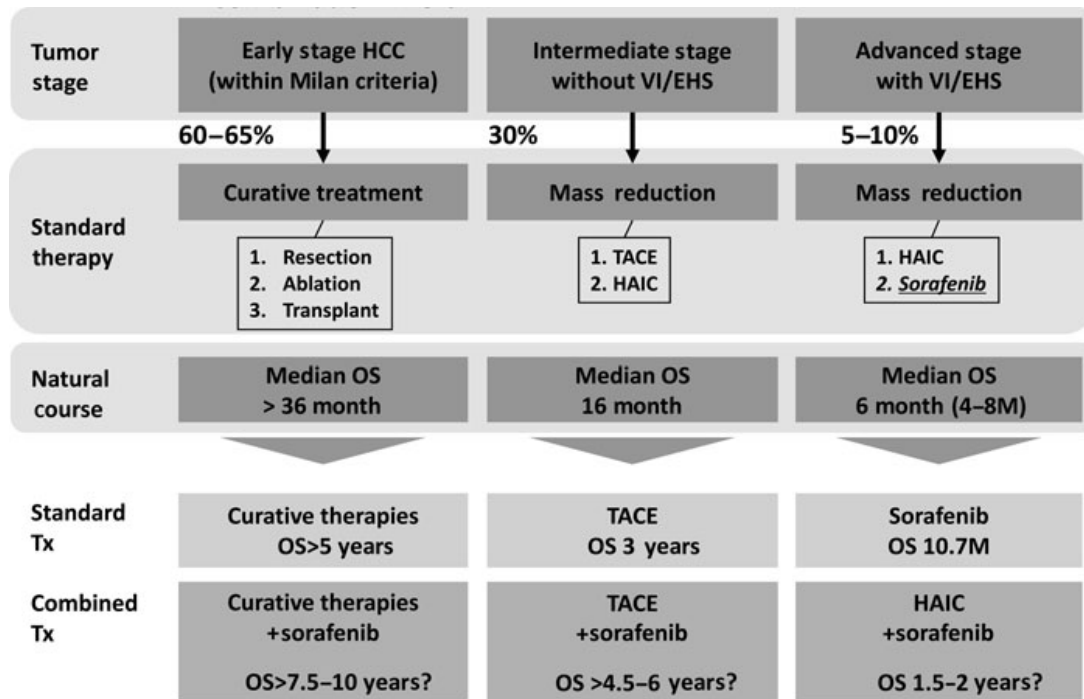 Tumor
stage
Early stage HCC
(within Milan criteria)
Intermediate stage
without VI/EHS
Advanced stage
with VI/EHS
60–65%
30%
5–10%
Standard
therapy
Curative treatment
Mass reduction
Mass reduction
1. Resection
2. Ablation
3. Transplant
1. TACE
2. HAIC
1. HAIC
2. Sorafenib
Natural
course
Median OS
> 36 month
Median OS
16 month
Median OS
6 month (4–8M)
Standard
Tx
Curative therapies
OS>5 years
TACE
OS 3 years
Sorafenib
OS 10.7M
Combined
Tx
Curative therapies
+sorafenib
OS>7.5–10 years?
TACE
+sorafenib
OS >4.5–6 years?
HAIC
+sorafenib
OS 1.5–2 years?